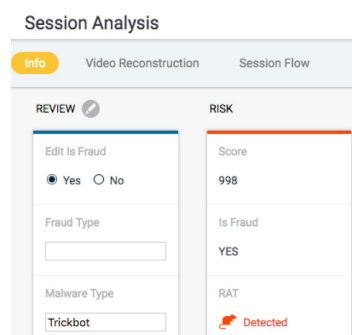 Session Analysis
Info Video Reconstruction Session Flow
REVIEW
Edit Is Fraud
Yes No
Fraud Type
Malware Type
Trickbot
RISK
Score
998
Is Fraud
YES
RAT
Detected